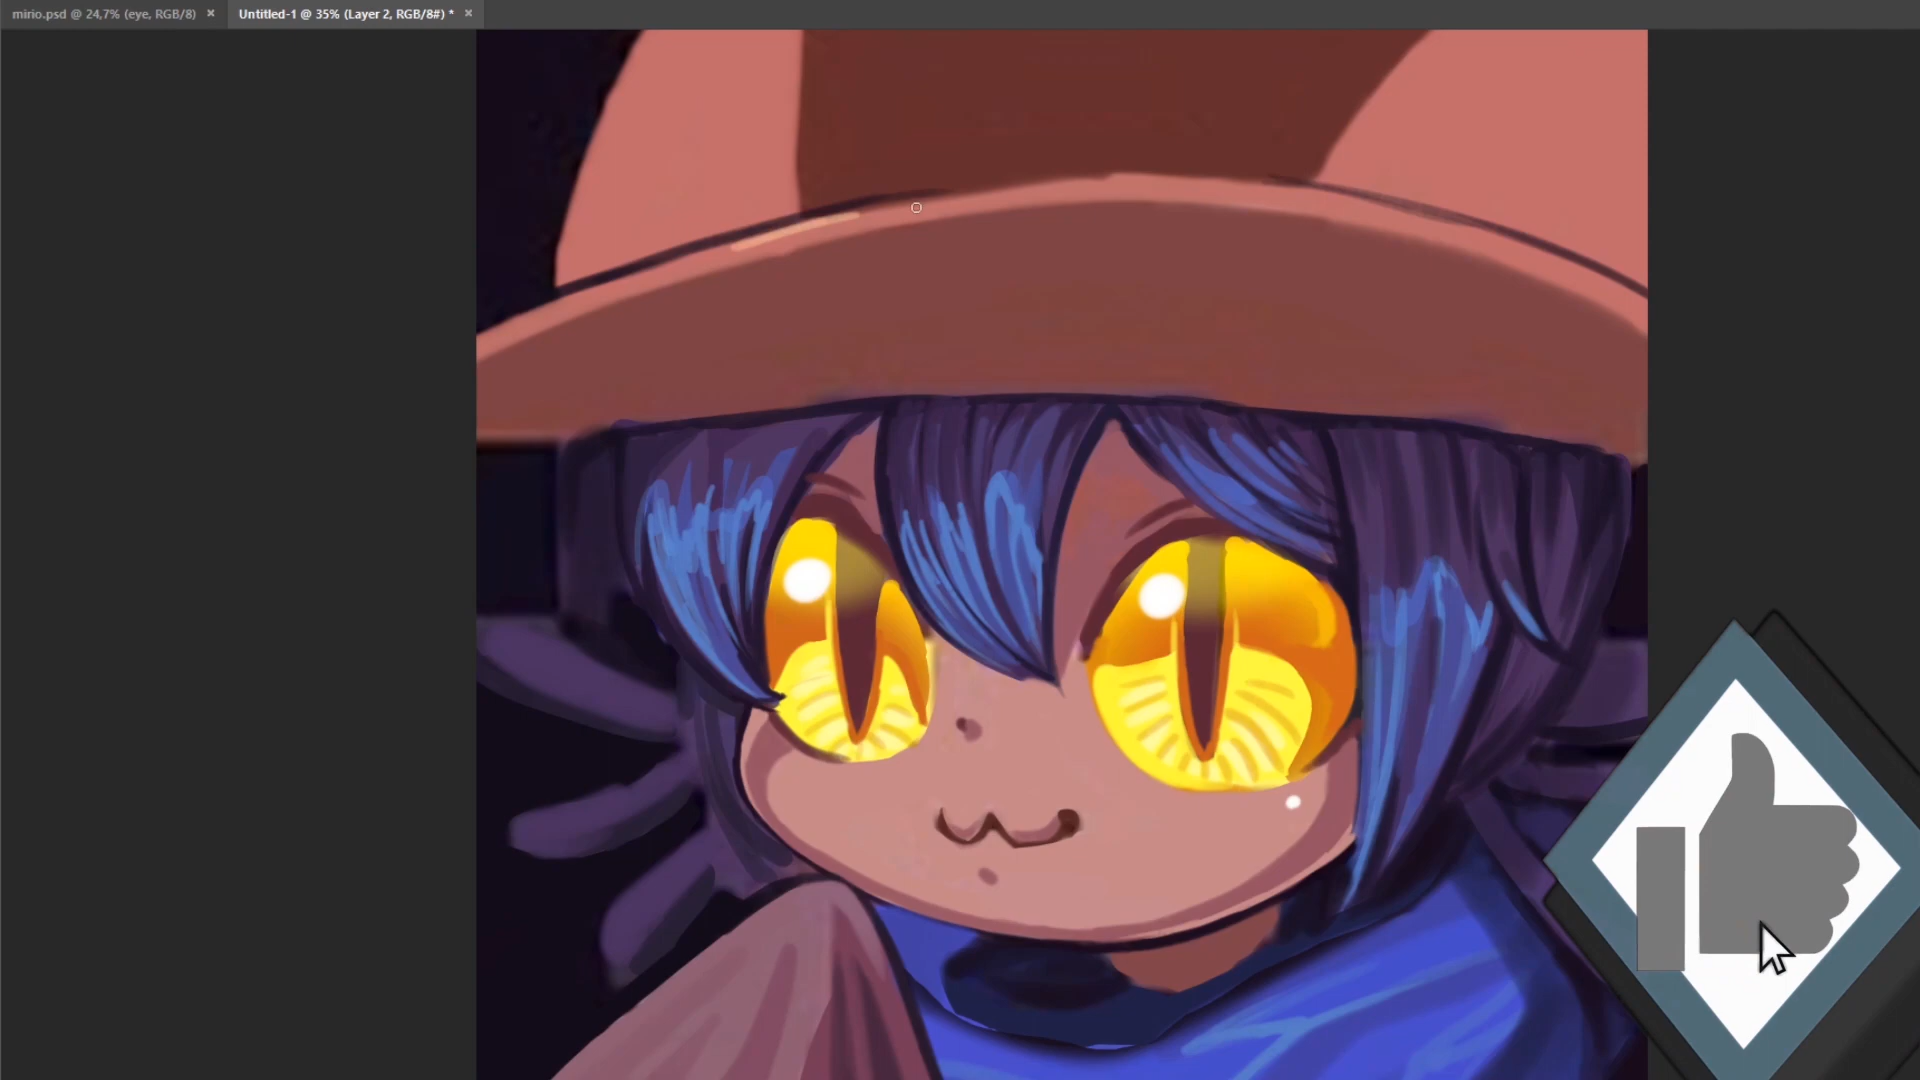 mirio.psd @ 24,7% (eye, RGB/8) ×
Untitled-1 @ 35% (Layer 2, RGB/8#) * ×